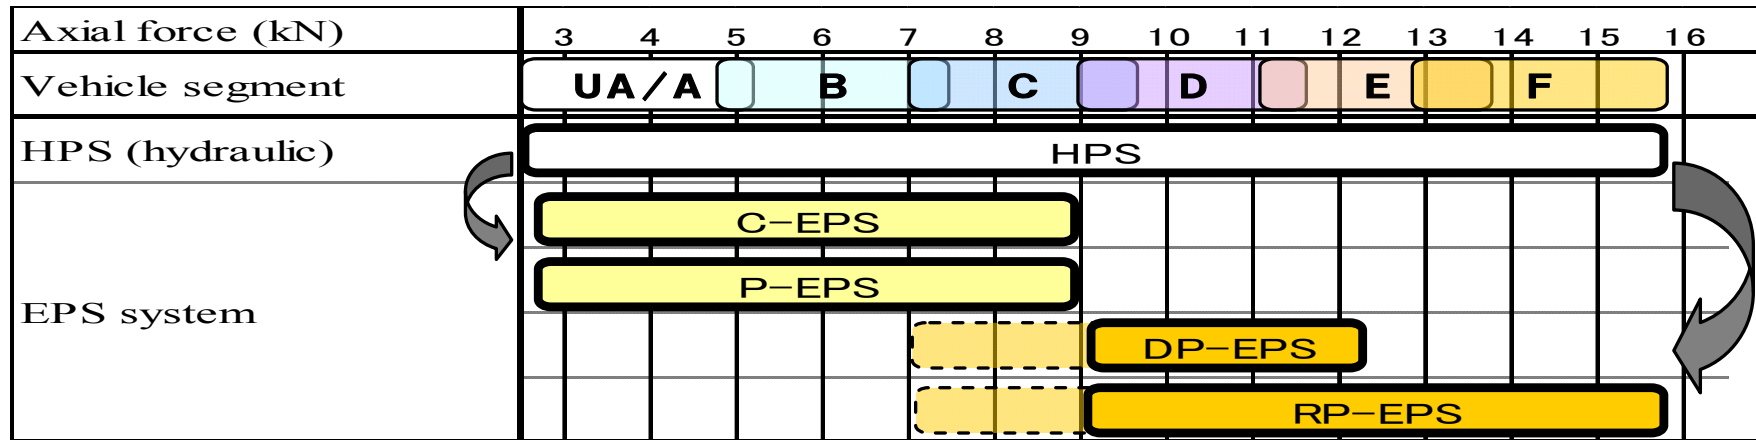 Axial force (kN) 3 4 5 6 7 8 9 10 11 12 13 14 15 16
Vehicle segment UA/A B C D E F
HPS (hydraulic) HPS
C-EPS
P-EPS
EPS system
DP-EPS
RP-EPS